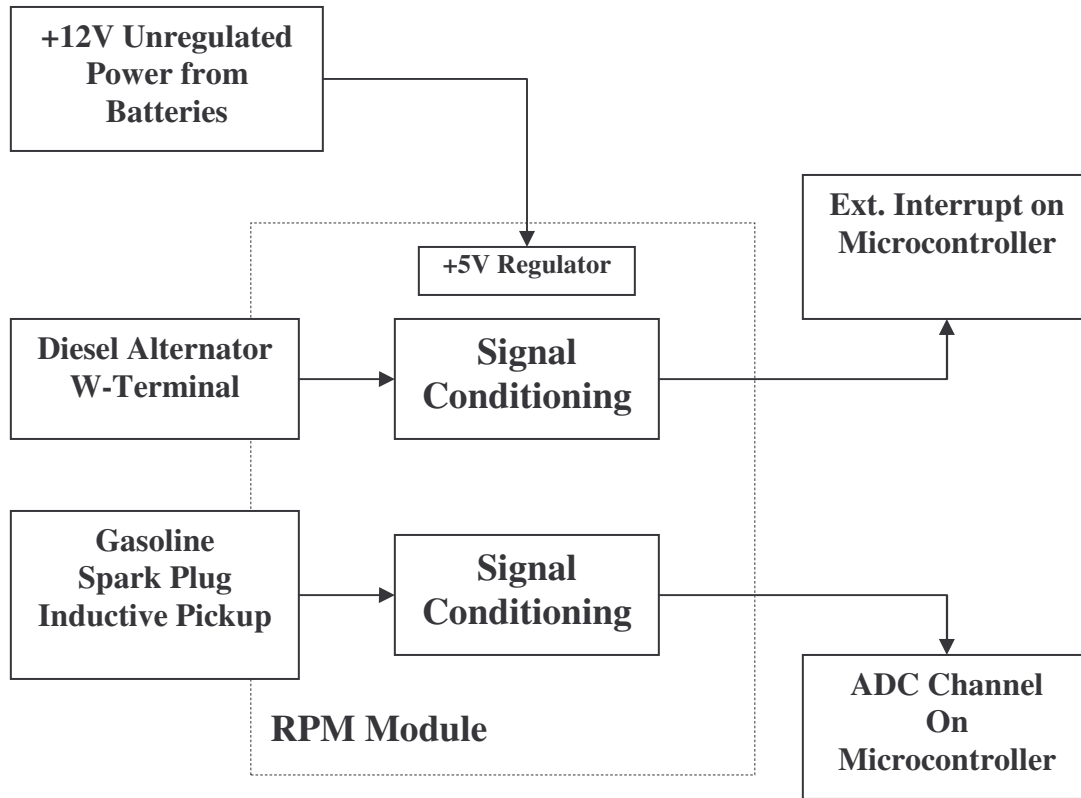 +12V Unregulated
Power from
Batteries
Ext. Interrupt on
Microcontroller
+5V Regulator
Diesel Alternator
W-Terminal
Signal
Conditioning
Gasoline
Spark Plug
Inductive Pickup
Signal
Conditioning
ADC Channel
On
Microcontroller
RPM Module